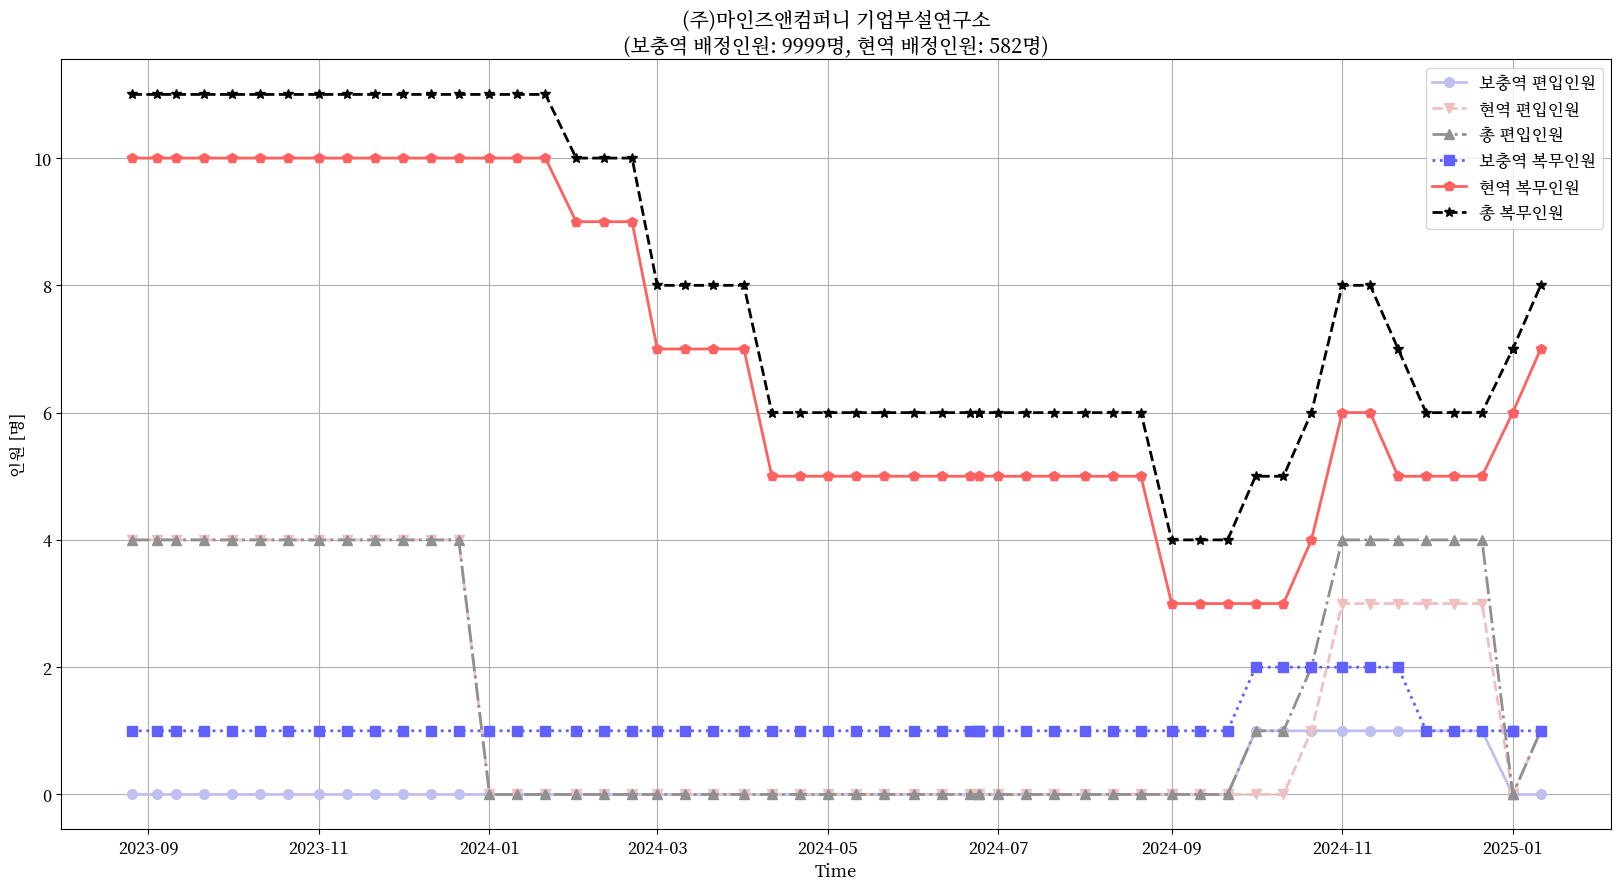 (주)마인즈앤컴퍼니 기업부설연구소
(보충역 배정인원: 9999명, 현역 배정인원: 582명)
보충역 편입인원
현역 편입인원
총 편입인원
보충역 복무인원
현역 복무인원
총 복무인원
인원 [명]
10
8
6
4
2
0
2023-09
2023-11
2024-01
2024-03
2024-05
2024-07
2024-09
2024-11
2025-01
Time